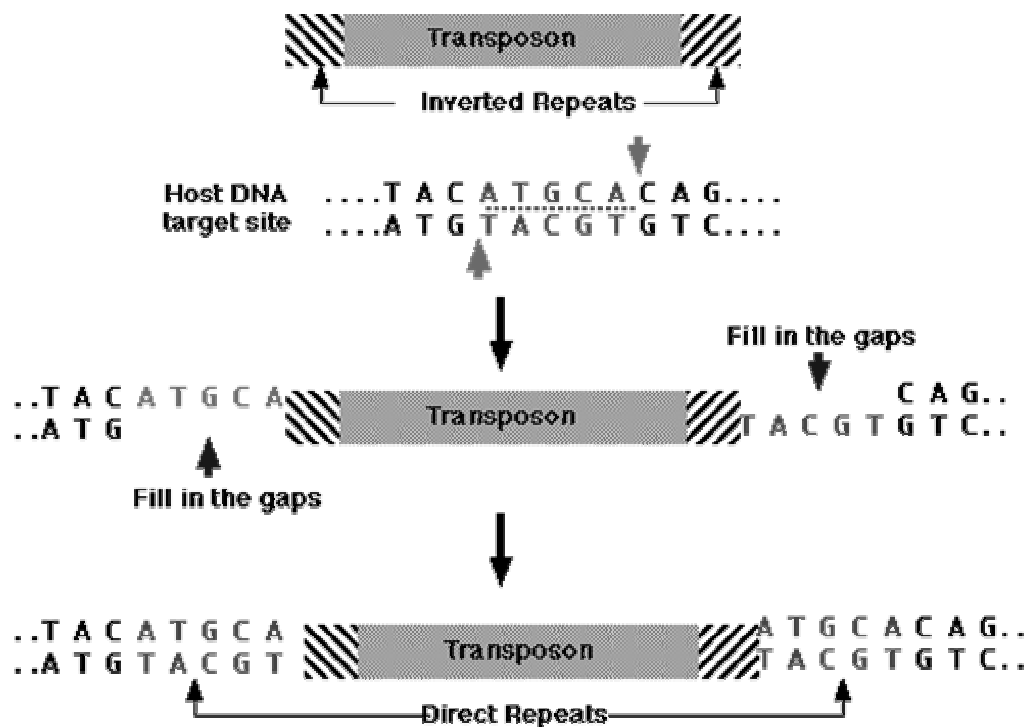 Transposon
Inverted Repeats
Host DNA
target site
....T A C A T G C A C A G....
....A T G T A C G T G T C....
Fill in the gaps
..T A C A T G C A
..A T G
Transposon
C A G..
T A C G T G T C..
Fill in the gaps
..T A C A T G C A
..A T G T A C G T
Transposon
A T G C A C A G..
T A C G T G T C..
Direct Repeats